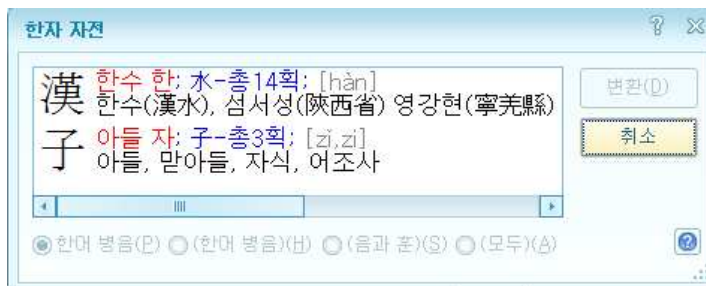 한자 자전
漢 한수 한; 水-총14획; [hàn]
한수(漢水), 섬서성(陝西省) 영강현(寧羌縣)
子 아들 자; 子-총3획; [zǐ,zi]
아들, 맏아들, 자식, 어조사
변환(D)
취소
한어 병음(P) (한어 병음)(H) (음과 훈)(S) (모두)(A)